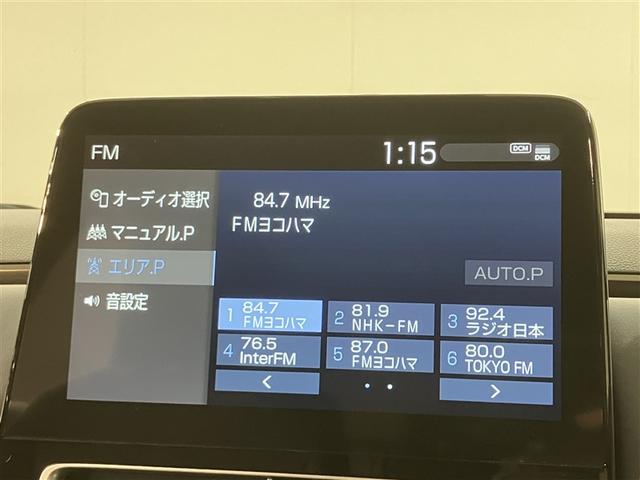 FM
1:15
DCM
DCM
オーディオ選択
マニュアル.P
エリア.P
音設定
84.7 MHz
FMヨコハマ
AUTO.P
1 84.7 FMヨコハマ
2 81.9 NHK-FM
3 92.4 ラジオ日本
4 76.5 InterFM
5 87.0 FMヨコハマ
6 80.0 TOKYO FM